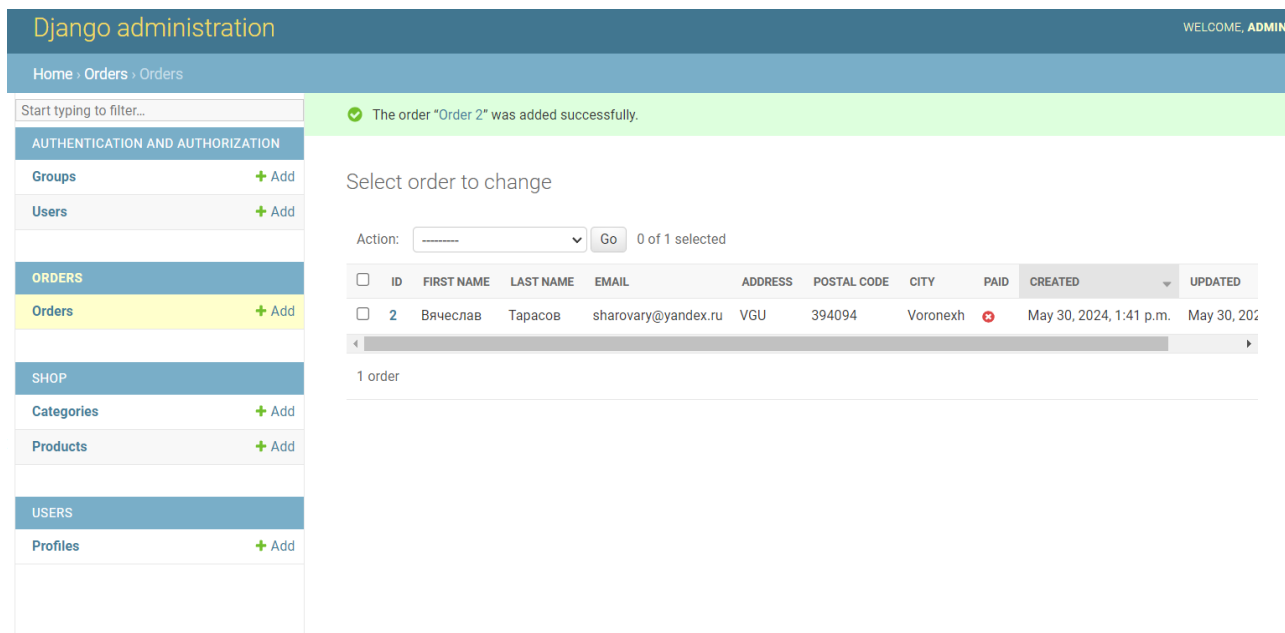 Django administration
WELCOME, ADMIN
Home › Orders › Orders
Start typing to filter...
The order “Order 2” was added successfully.
AUTHENTICATION AND AUTHORIZATION
Groups + Add
Users + Add
ORDERS
Orders + Add
SHOP
Categories + Add
Products + Add
USERS
Profiles + Add
Select order to change
Action: --------- Go 0 of 1 selected
ID FIRST NAME LAST NAME EMAIL ADDRESS POSTAL CODE CITY PAID CREATED UPDATED
2 Вячеслав Тарасов sharovary@yandex.ru VGU 394094 Voronexh May 30, 2024, 1:41 p.m. May 30, 202
1 order